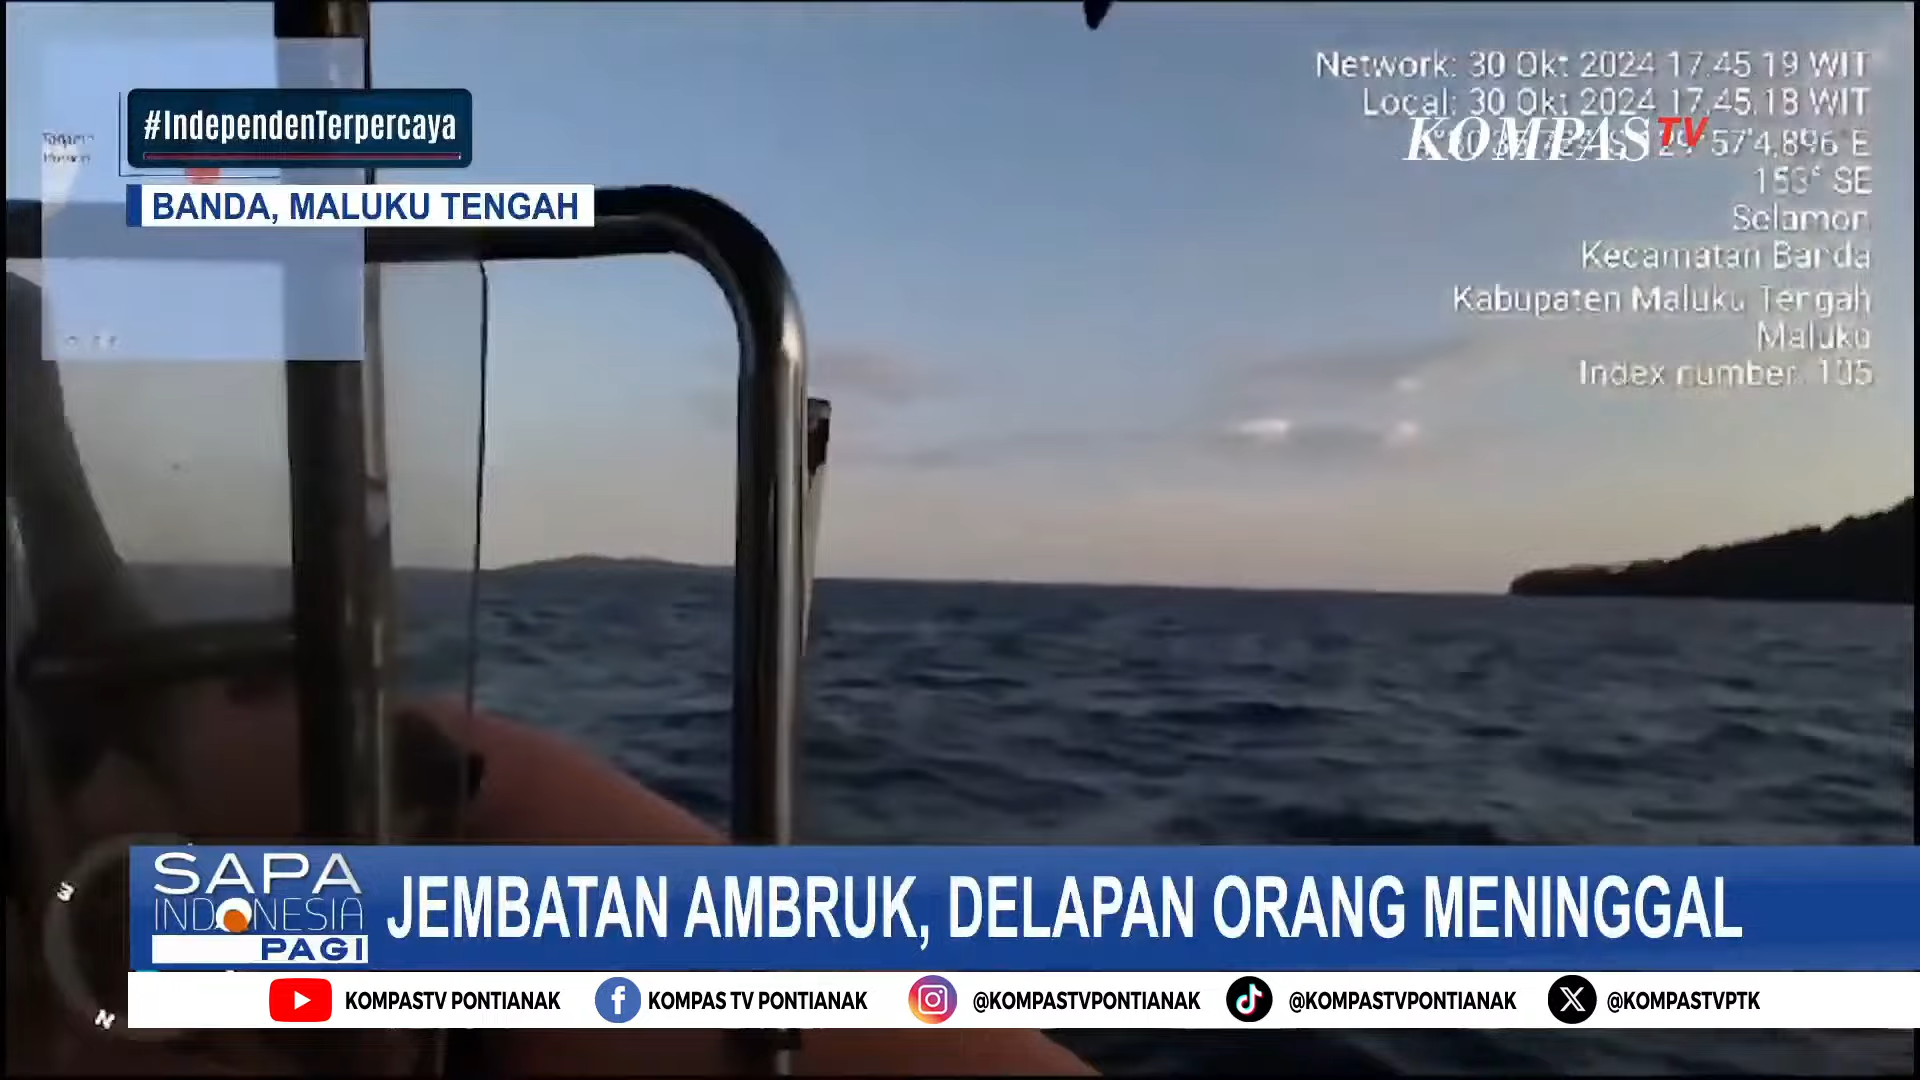 Network: 30 Okt 2024 17.45 19 WIT
Local: 30 Okt 2024 17.45.18 WIT
KOMPAS TV
57'4,896" E
153° SE
Selamon
Kecamatan Banda
Kabupaten Maluku Tengah
Maluku
Index number: 105
#IndependenTerpercaya
BANDA, MALUKU TENGAH
SAPA
INDONESIA
PAGI
JEMBATAN AMBRUK, DELAPAN ORANG MENINGGAL
KOMPASTV PONTIANAK KOMPAS TV PONTIANAK @KOMPASTVPONTIANAK @KOMPASTVPONTIANAK @KOMPASTVPTK
N